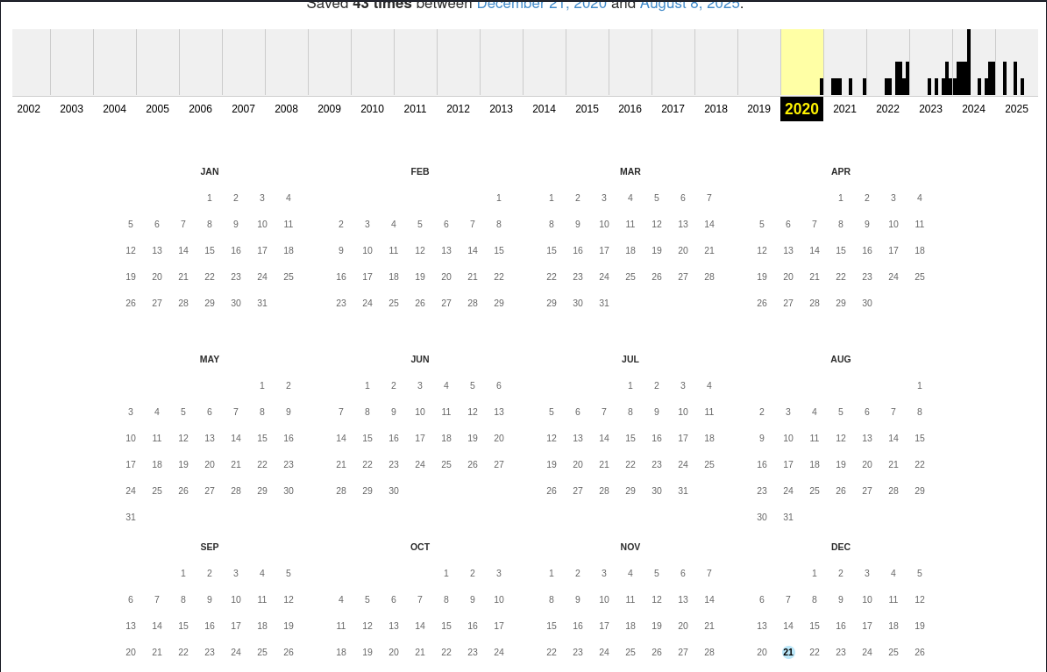 Saved 43 times between December 21, 2020 and August 8, 2025.
2002 2003 2004 2005 2006 2007 2008 2009 2010 2011 2012 2013 2014 2015 2016 2017 2018 2019 2020 2021 2022 2023 2024 2025
JAN FEB MAR APR
1 2 3 4 1 1 2 3 4 5 6 7 1 2 3 4
5 6 7 8 9 10 11 2 3 4 5 6 7 8 8 9 10 11 12 13 14 5 6 7 8 9 10 11
12 13 14 15 16 17 18 9 10 11 12 13 14 15 15 16 17 18 19 20 21 12 13 14 15 16 17 18
19 20 21 22 23 24 25 16 17 18 19 20 21 22 22 23 24 25 26 27 28 19 20 21 22 23 24 25
26 27 28 29 30 31 23 24 25 26 27 28 29 29 30 31 26 27 28 29 30
MAY JUN JUL AUG
1 2 1 2 3 4 5 6 1 2 3 4 1
3 4 5 6 7 8 9 7 8 9 10 11 12 13 5 6 7 8 9 10 11 2 3 4 5 6 7 8
10 11 12 13 14 15 16 14 15 16 17 18 19 20 12 13 14 15 16 17 18 9 10 11 12 13 14 15
17 18 19 20 21 22 23 21 22 23 24 25 26 27 19 20 21 22 23 24 25 16 17 18 19 20 21 22
24 25 26 27 28 29 30 28 29 30 26 27 28 29 30 31 23 24 25 26 27 28 29
31 30 31
SEP OCT NOV DEC
1 2 3 4 5 1 2 3 1 2 3 4 5 6 7 1 2 3 4 5
6 7 8 9 10 11 12 4 5 6 7 8 9 10 8 9 10 11 12 13 14 6 7 8 9 10 11 12
13 14 15 16 17 18 19 11 12 13 14 15 16 17 15 16 17 18 19 20 21 13 14 15 16 17 18 19
20 21 22 23 24 25 26 18 19 20 21 22 23 24 22 23 24 25 26 27 28 20 21 22 23 24 25 26